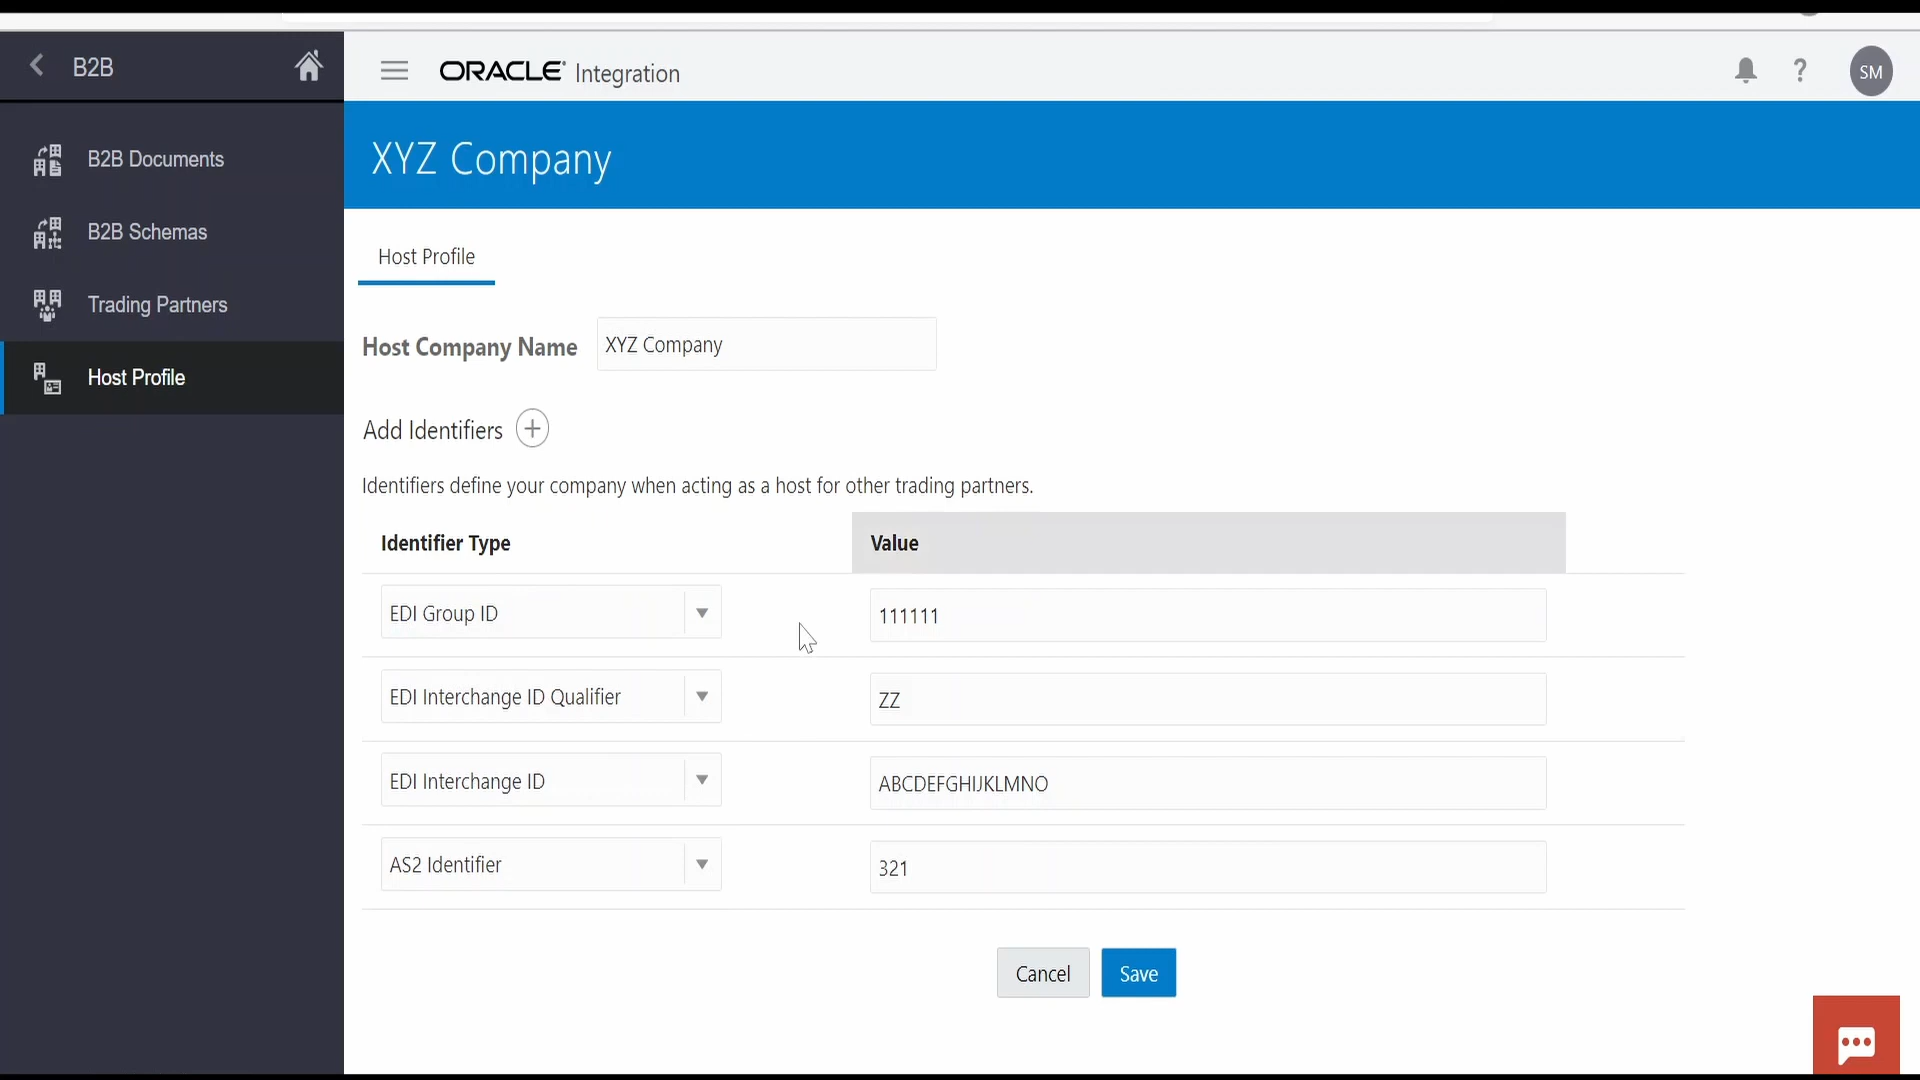 B2B
ORACLE Integration
?
SM
B2B Documents
B2B Schemas
Trading Partners
Host Profile
XYZ Company
Host Profile
Host Company Name XYZ Company
Add Identifiers
Identifiers define your company when acting as a host for other trading partners.
Identifier Type Value
EDI Group ID 111111
EDI Interchange ID Qualifier ZZ
EDI Interchange ID ABCDEFGHIJKLMNO
AS2 Identifier 321
Cancel Save